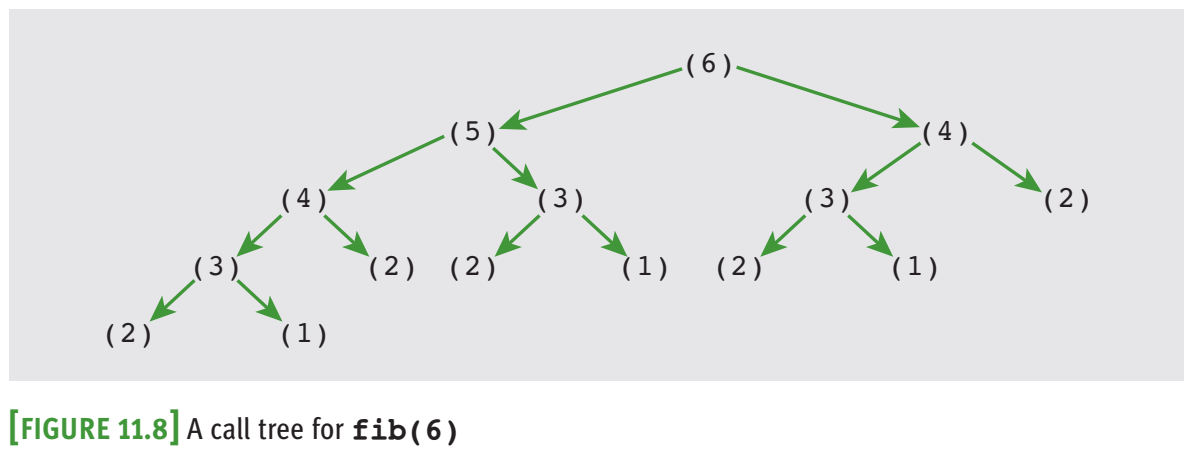 (6)
(5) (4)
(4) (3) (3) (2)
(3) (2) (2) (1) (2) (1)
(2) (1)
[FIGURE 11.8] A call tree for fib(6)